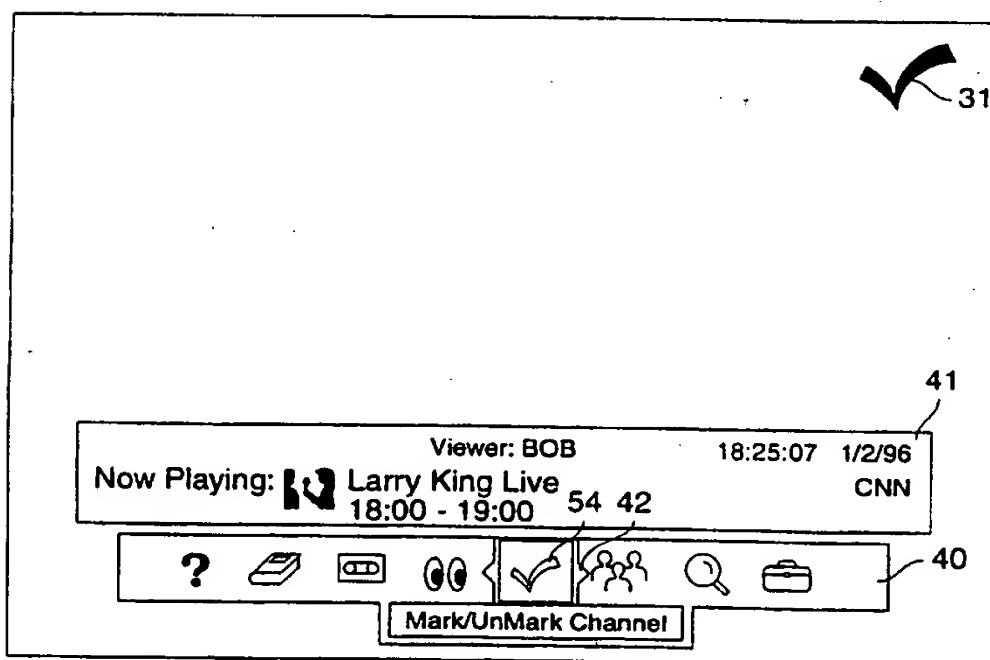 31
41
Viewer: BOB 18:25:07 1/2/96
Now Playing: Larry King Live CNN
18:00 - 19:00 54 42
? 40
Mark/UnMark Channel